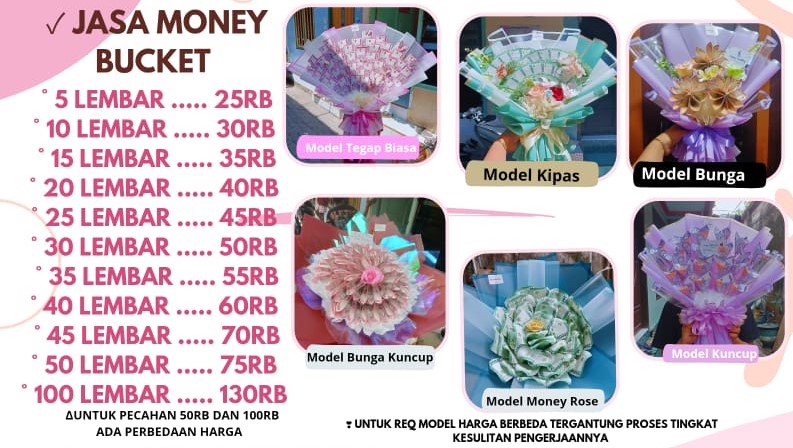 ✓ JASA MONEY
BUCKET
° 5 LEMBAR ..... 25RB
° 10 LEMBAR ..... 30RB
° 15 LEMBAR ..... 35RB
° 20 LEMBAR ..... 40RB
° 25 LEMBAR ..... 45RB
° 30 LEMBAR ..... 50RB
° 35 LEMBAR ..... 55RB
° 40 LEMBAR ..... 60RB
° 45 LEMBAR ..... 70RB
° 50 LEMBAR ..... 75RB
° 100 LEMBAR ..... 130RB
∆UNTUK PECAHAN 50RB DAN 100RB
ADA PERBEDAAN HARGA
Model Tegap Biasa
Model Kipas
Model Bunga
Model Bunga Kuncup
Model Money Rose
Model Kuncup
❣ UNTUK REQ MODEL HARGA BERBEDA TERGANTUNG PROSES TINGKAT
KESULITAN PENGERJAANNYA